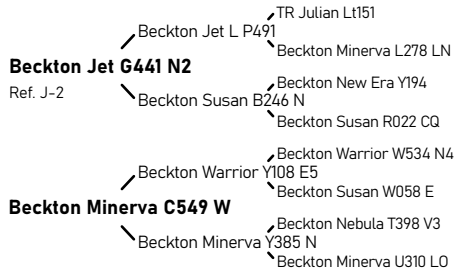 TR Julian Lt151
Beckton Jet L P491
Beckton Minerva L278 LN
Beckton Jet G441 N2
Ref. J-2
Beckton New Era Y194
Beckton Susan B246 N
Beckton Susan R022 CQ
Beckton Warrior W534 N4
Beckton Warrior Y108 E5
Beckton Susan W058 E
Beckton Minerva C549 W
Beckton Nebula T398 V3
Beckton Minerva Y385 N
Beckton Minerva U310 LO